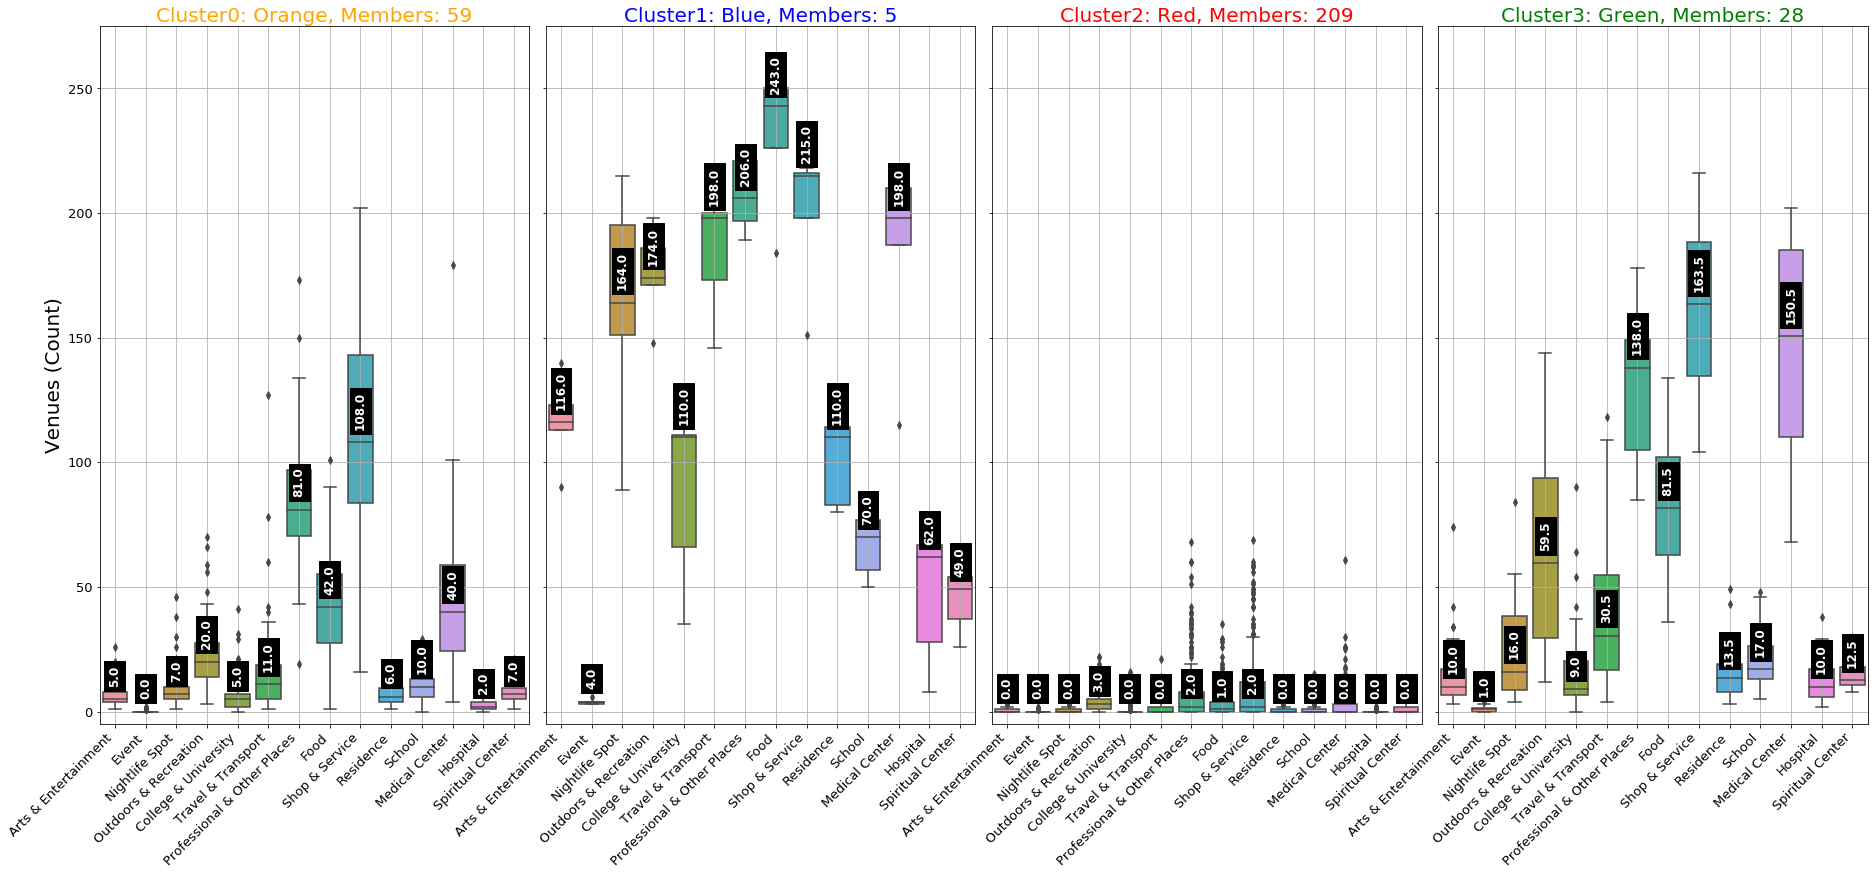 Cluster0: Orange, Members: 59
Cluster1: Blue, Members: 5
Cluster2: Red, Members: 209
Cluster3: Green, Members: 28
Venues (Count)
250
200
150
100
50
0
5.0
0.0
7.0
20.0
5.0
11.0
81.0
42.0
108.0
6.0
10.0
40.0
2.0
7.0
116.0
4.0
164.0
174.0
110.0
198.0
206.0
243.0
215.0
110.0
70.0
198.0
62.0
49.0
0.0
0.0
0.0
3.0
0.0
0.0
2.0
1.0
2.0
0.0
0.0
0.0
0.0
0.0
10.0
1.0
16.0
59.5
9.0
30.5
138.0
81.5
163.5
13.5
17.0
150.5
10.0
12.5
Arts & Entertainment
Event
Nightlife Spot
Outdoors & Recreation
College & University
Travel & Transport
Professional & Other Places
Food
Shop & Service
Residence
School
Medical Center
Hospital
Spiritual Center
Arts & Entertainment
Event
Nightlife Spot
Outdoors & Recreation
College & University
Travel & Transport
Professional & Other Places
Food
Shop & Service
Residence
School
Medical Center
Hospital
Spiritual Center
Arts & Entertainment
Event
Nightlife Spot
Outdoors & Recreation
College & University
Travel & Transport
Professional & Other Places
Food
Shop & Service
Residence
School
Medical Center
Hospital
Spiritual Center
Arts & Entertainment
Event
Nightlife Spot
Outdoors & Recreation
College & University
Travel & Transport
Professional & Other Places
Food
Shop & Service
Residence
School
Medical Center
Hospital
Spiritual Center